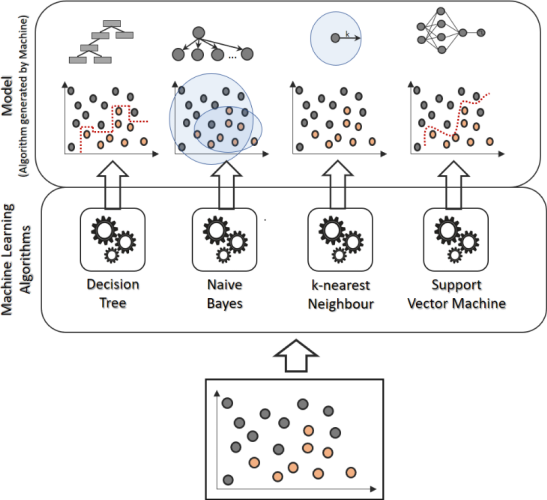 Model
(Algorithm generated by Machine)
...
k
Machine Learning
Algorithms
Decision
Tree
Naive
Bayes
k-nearest
Neighbour
Support
Vector Machine